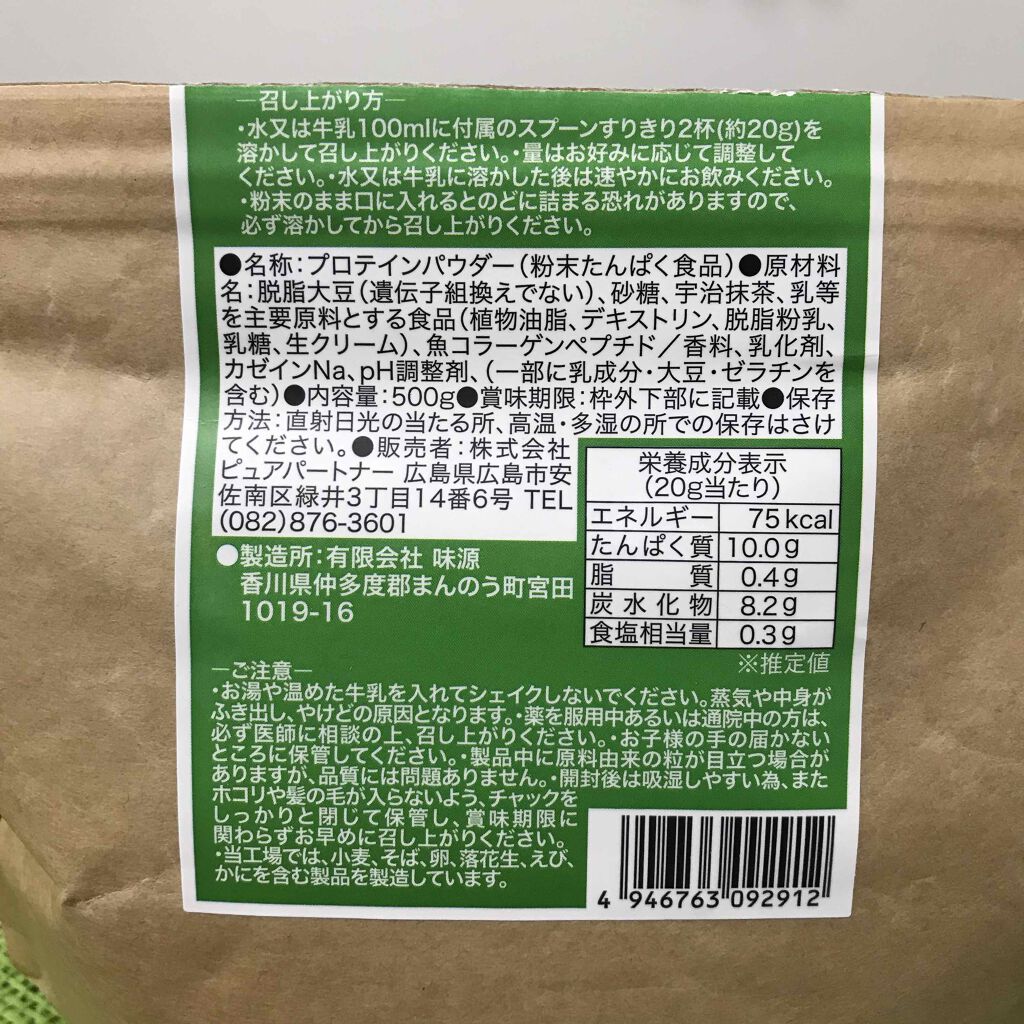 ―召し上がり方―
・水又は牛乳100mlに付属のスプーンすりきり2杯(約20g)を
溶かして召し上がりください。・量はお好みに応じて調整して
ください。・水又は牛乳に溶かした後は速やかにお飲みください。
・粉末のまま口に入れるとのどに詰まる恐れがありますので、
必ず溶かしてから召し上がりください。
●名称：プロテインパウダー（粉末たんぱく食品）●原材料
名：脱脂大豆（遺伝子組換えでない）、砂糖、宇治抹茶、乳等
を主要原料とする食品（植物油脂、デキストリン、脱脂粉乳、
乳糖、生クリーム）、魚コラーゲンペプチド／香料、乳化剤、
カゼインNa、pH調整剤、（一部に乳成分・大豆・ゼラチンを
含む）●内容量：500g●賞味期限：枠外下部に記載●保存
方法：直射日光の当たる所、高温・多湿の所での保存はさけ
てください。●販売者：株式会社
ピュアパートナー 広島県広島市安
佐南区緑井3丁目14番6号 TEL
(082)876-3601
●製造所：有限会社 味源
香川県仲多度郡まんのう町宮田
1019-16
栄養成分表示
(20g当たり)
エネルギー 75kcal
たんぱく質 10.0g
脂質 0.4g
炭水化物 8.2g
食塩相当量 0.3g
※推定値
―ご注意―
・お湯や温めた牛乳を入れてシェイクしないでください。蒸気や中身が
ふき出し、やけどの原因となります。・薬を服用中あるいは通院中の方は、
必ず医師に相談の上、召し上がりください。・お子様の手の届かない
ところに保管してください。・製品中に原料由来の粒が目立つ場合が
ありますが、品質には問題ありません。・開封後は吸湿しやすい為、また
ホコリや髪の毛が入らないよう、チャックを
しっかりと閉じて保管し、賞味期限に
関わらずお早めに召し上がりください。
・当工場では、小麦、そば、卵、落花生、えび、
かにを含む製品を製造しています。
4 946763 092912